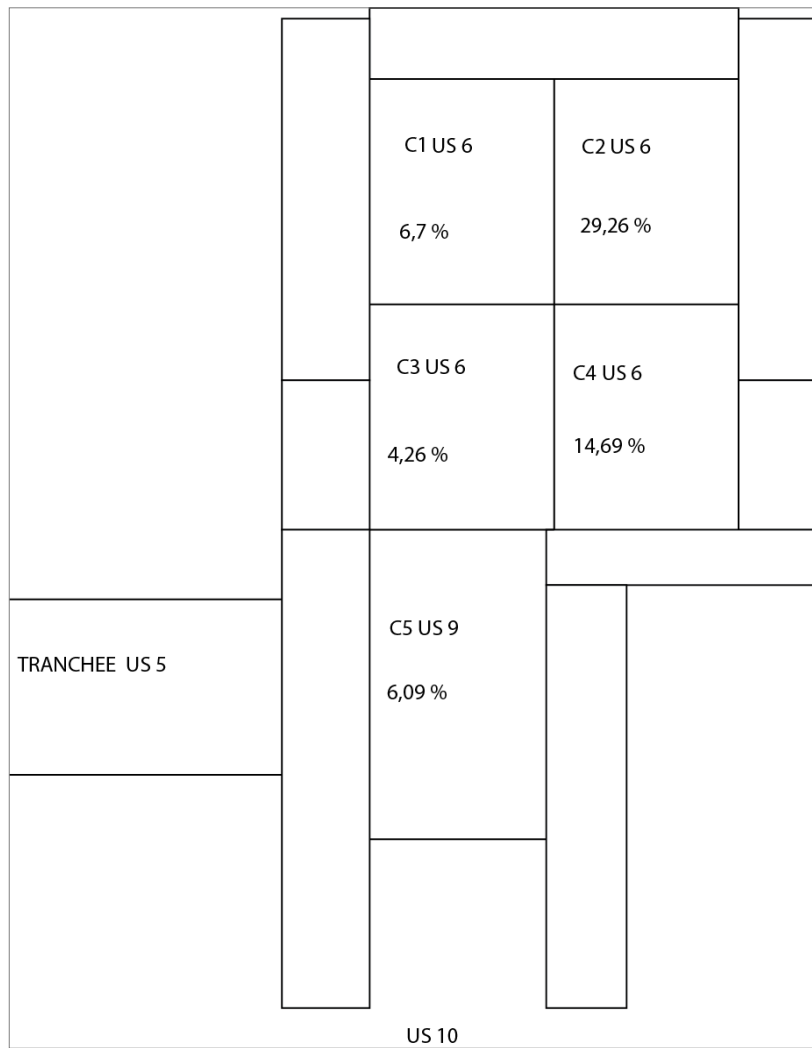 C1 US 6
C2 US 6
6,7 %
29,26 %
C3 US 6
C4 US 6
4,26 %
14,69 %
C5 US 9
6,09 %
TRANCHEE  US 5
US 10